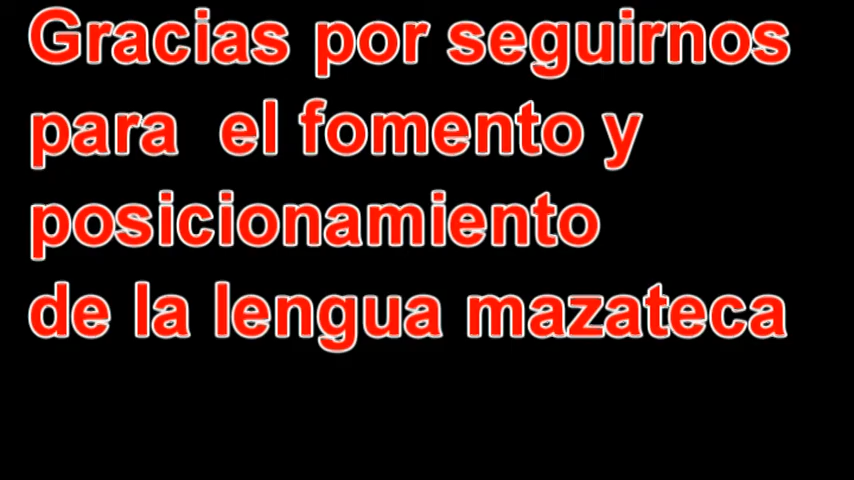 Gracias por seguirnos
para el fomento y
posicionamiento
de la lengua mazateca